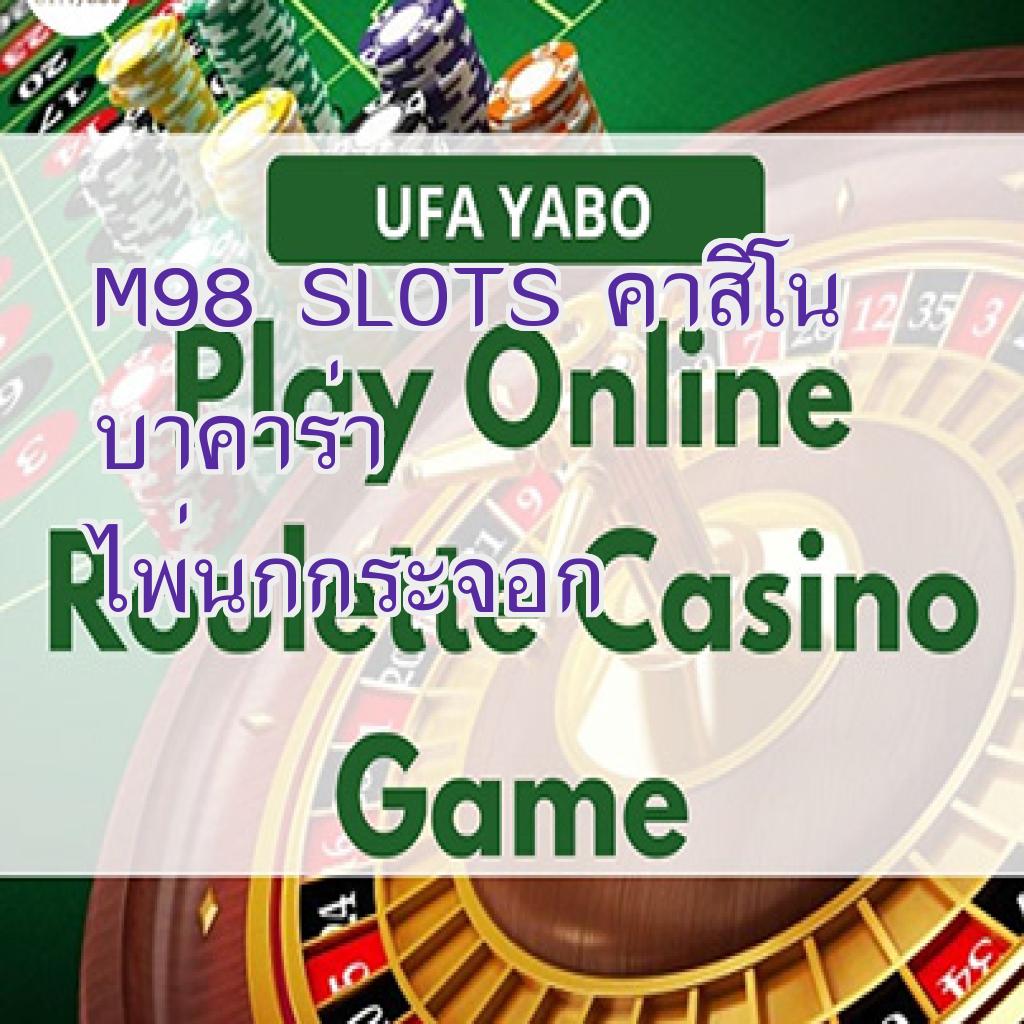 UFA YABO
M98 SLOTS คาสิโน
Play Online
บาคาร่า
Roulette Casino
ไพ่นกกระจอก
Game